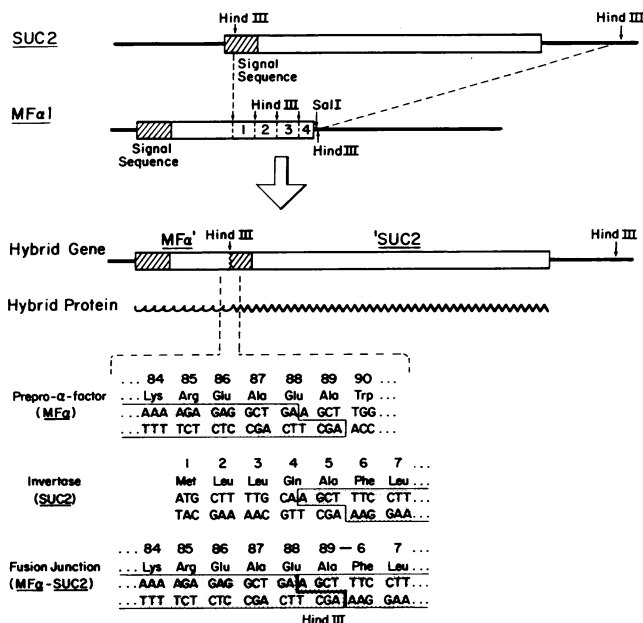 Hind III Hind III
SUC2
Signal
Sequence
Hind III SalI
MFα1
1 2 3 4
Signal
Sequence
Hind III
MFα' Hind III 'SUC2 Hind III
Hybrid Gene
Hybrid Protein
... 84 85 86 87 88 89 90 ...
Prepro-α-factor ... Lys Arg Glu Ala Glu Ala Trp ...
(MFα) ... AAA AGA GAG GCT GAA GCT TGG ...
... TTT TCT CTC CGA CTT CGA ACC ...
1 2 3 4 5 6 7 ...
Invertase Met Leu Leu Gln Ala Phe Leu ...
(SUC2) ATG CTT TTG CAA GCT TTC CTT ...
TAC GAA AAC GTT CGA AAG GAA ...
... 84 85 86 87 88 89 — 6 7 ...
Fusion Junction ... Lys Arg Glu Ala Glu Ala Phe Leu ...
(MFα-SUC2) ... AAA AGA GAG GCT GAA GCT TTC CTT ...
... TTT TCT CTC CGA CTT CGA AAG GAA ...
Hind III